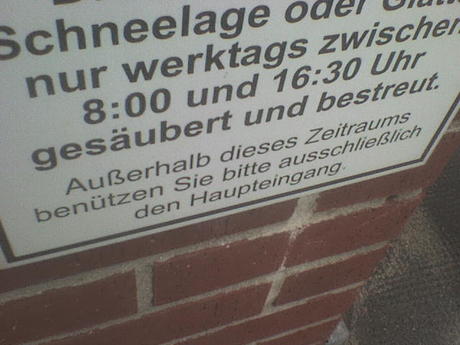 Schneelage oder
nur werktags zwischen
8:00 und 16:30 Uhr
gesäubert und bestreut.
Außerhalb dieses Zeitraums
benützen Sie bitte ausschließlich
den Haupteingang.